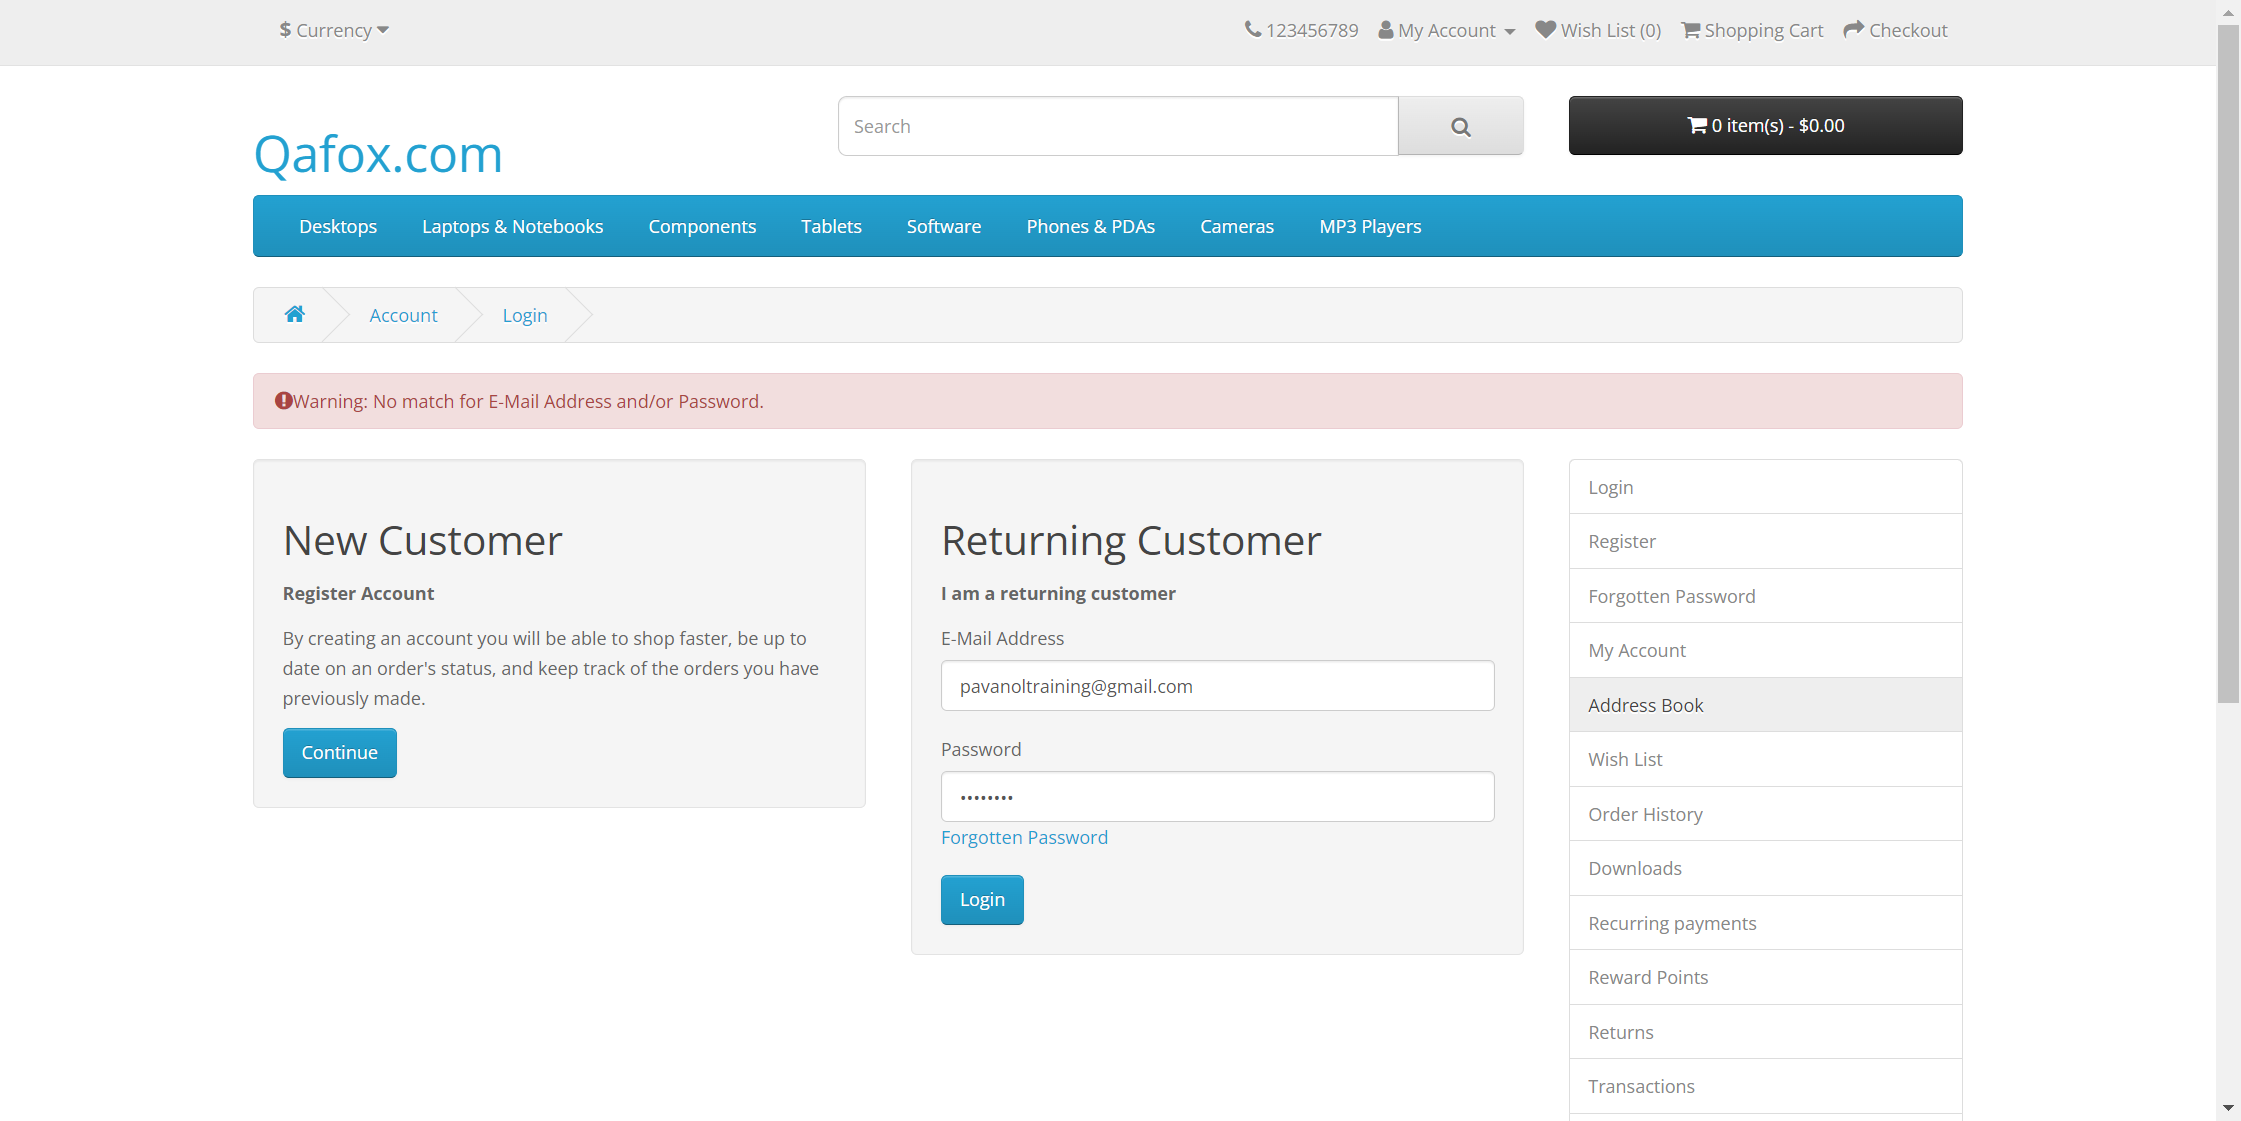 $ Currency
123456789 My Account Wish List (0) Shopping Cart Checkout
Qafox.com
Search
0 item(s) - $0.00
Desktops Laptops & Notebooks Components Tablets Software Phones & PDAs Cameras MP3 Players
Account Login
Warning: No match for E-Mail Address and/or Password.
New Customer
Register Account
By creating an account you will be able to shop faster, be up to
date on an order's status, and keep track of the orders you have
previously made.
Continue
Returning Customer
I am a returning customer
E-Mail Address
pavanoltraining@gmail.com
Password
••••••••
Forgotten Password
Login
Login
Register
Forgotten Password
My Account
Address Book
Wish List
Order History
Downloads
Recurring payments
Reward Points
Returns
Transactions